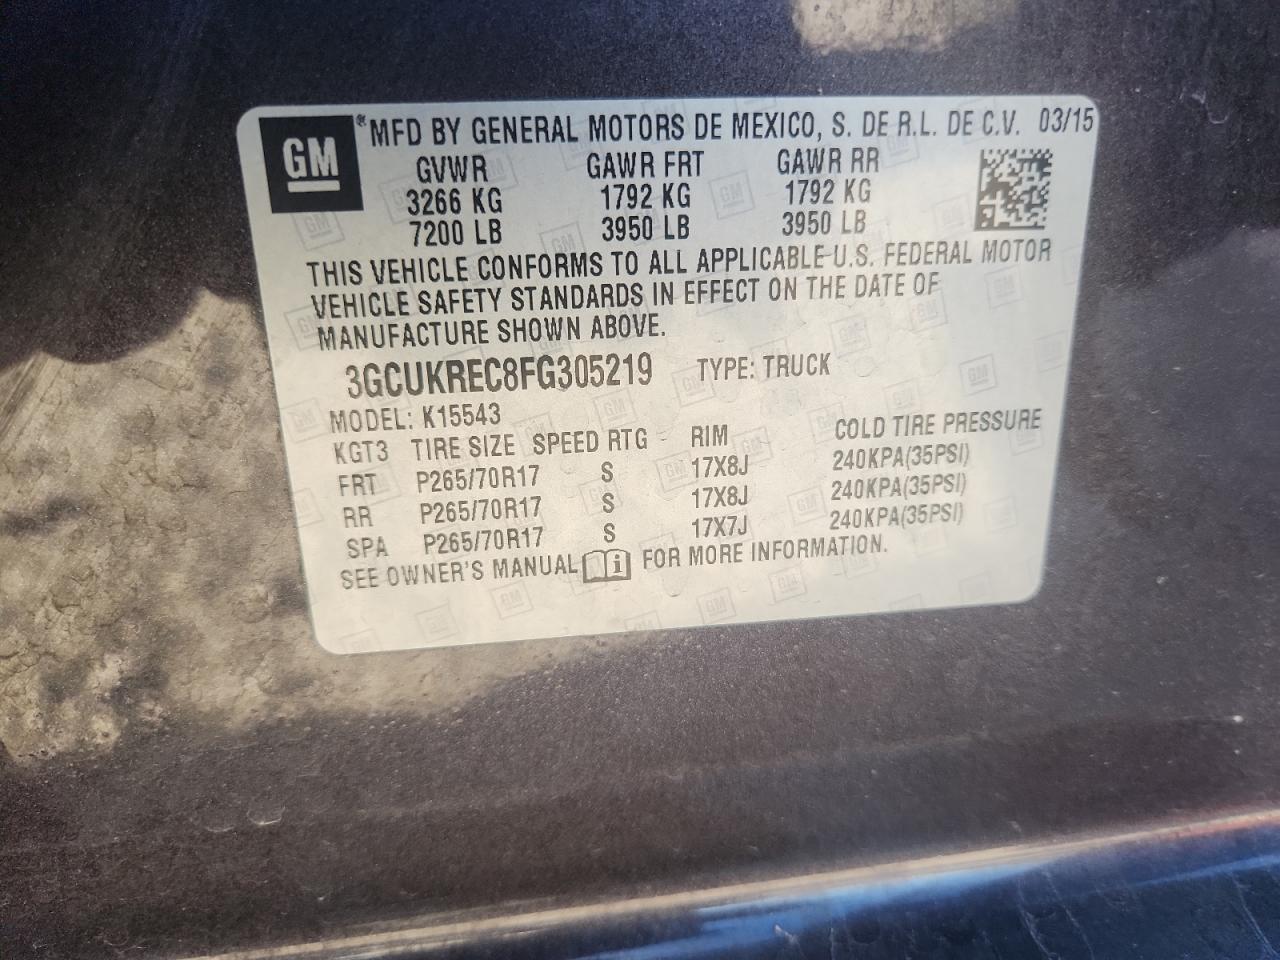 GM
MFD BY GENERAL MOTORS DE MEXICO, S. DE R.L. DE C.V. 03/15
GVWR GAWR FRT GAWR RR
3266 KG 1792 KG 1792 KG
7200 LB 3950 LB 3950 LB
THIS VEHICLE CONFORMS TO ALL APPLICABLE U.S. FEDERAL MOTOR
VEHICLE SAFETY STANDARDS IN EFFECT ON THE DATE OF
MANUFACTURE SHOWN ABOVE.
3GCUKREC8FG305219 TYPE: TRUCK
MODEL: K15543
KGT3 TIRE SIZE SPEED RTG RIM COLD TIRE PRESSURE
FRT P265/70R17 S 17X8J 240KPA(35PSI)
RR P265/70R17 S 17X8J 240KPA(35PSI)
SPA P265/70R17 S 17X7J 240KPA(35PSI)
SEE OWNER'S MANUAL i FOR MORE INFORMATION.